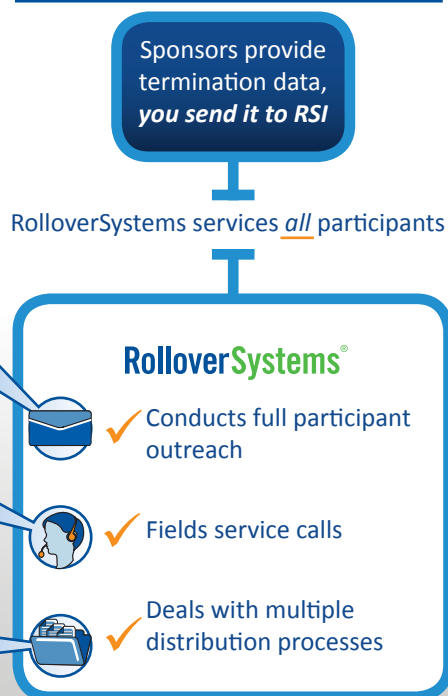 Sponsors provide
termination data,
you send it to RSI
RolloverSystems services all participants
RolloverSystems®
Conducts full participant
outreach
Fields service calls
Deals with multiple
distribution processes